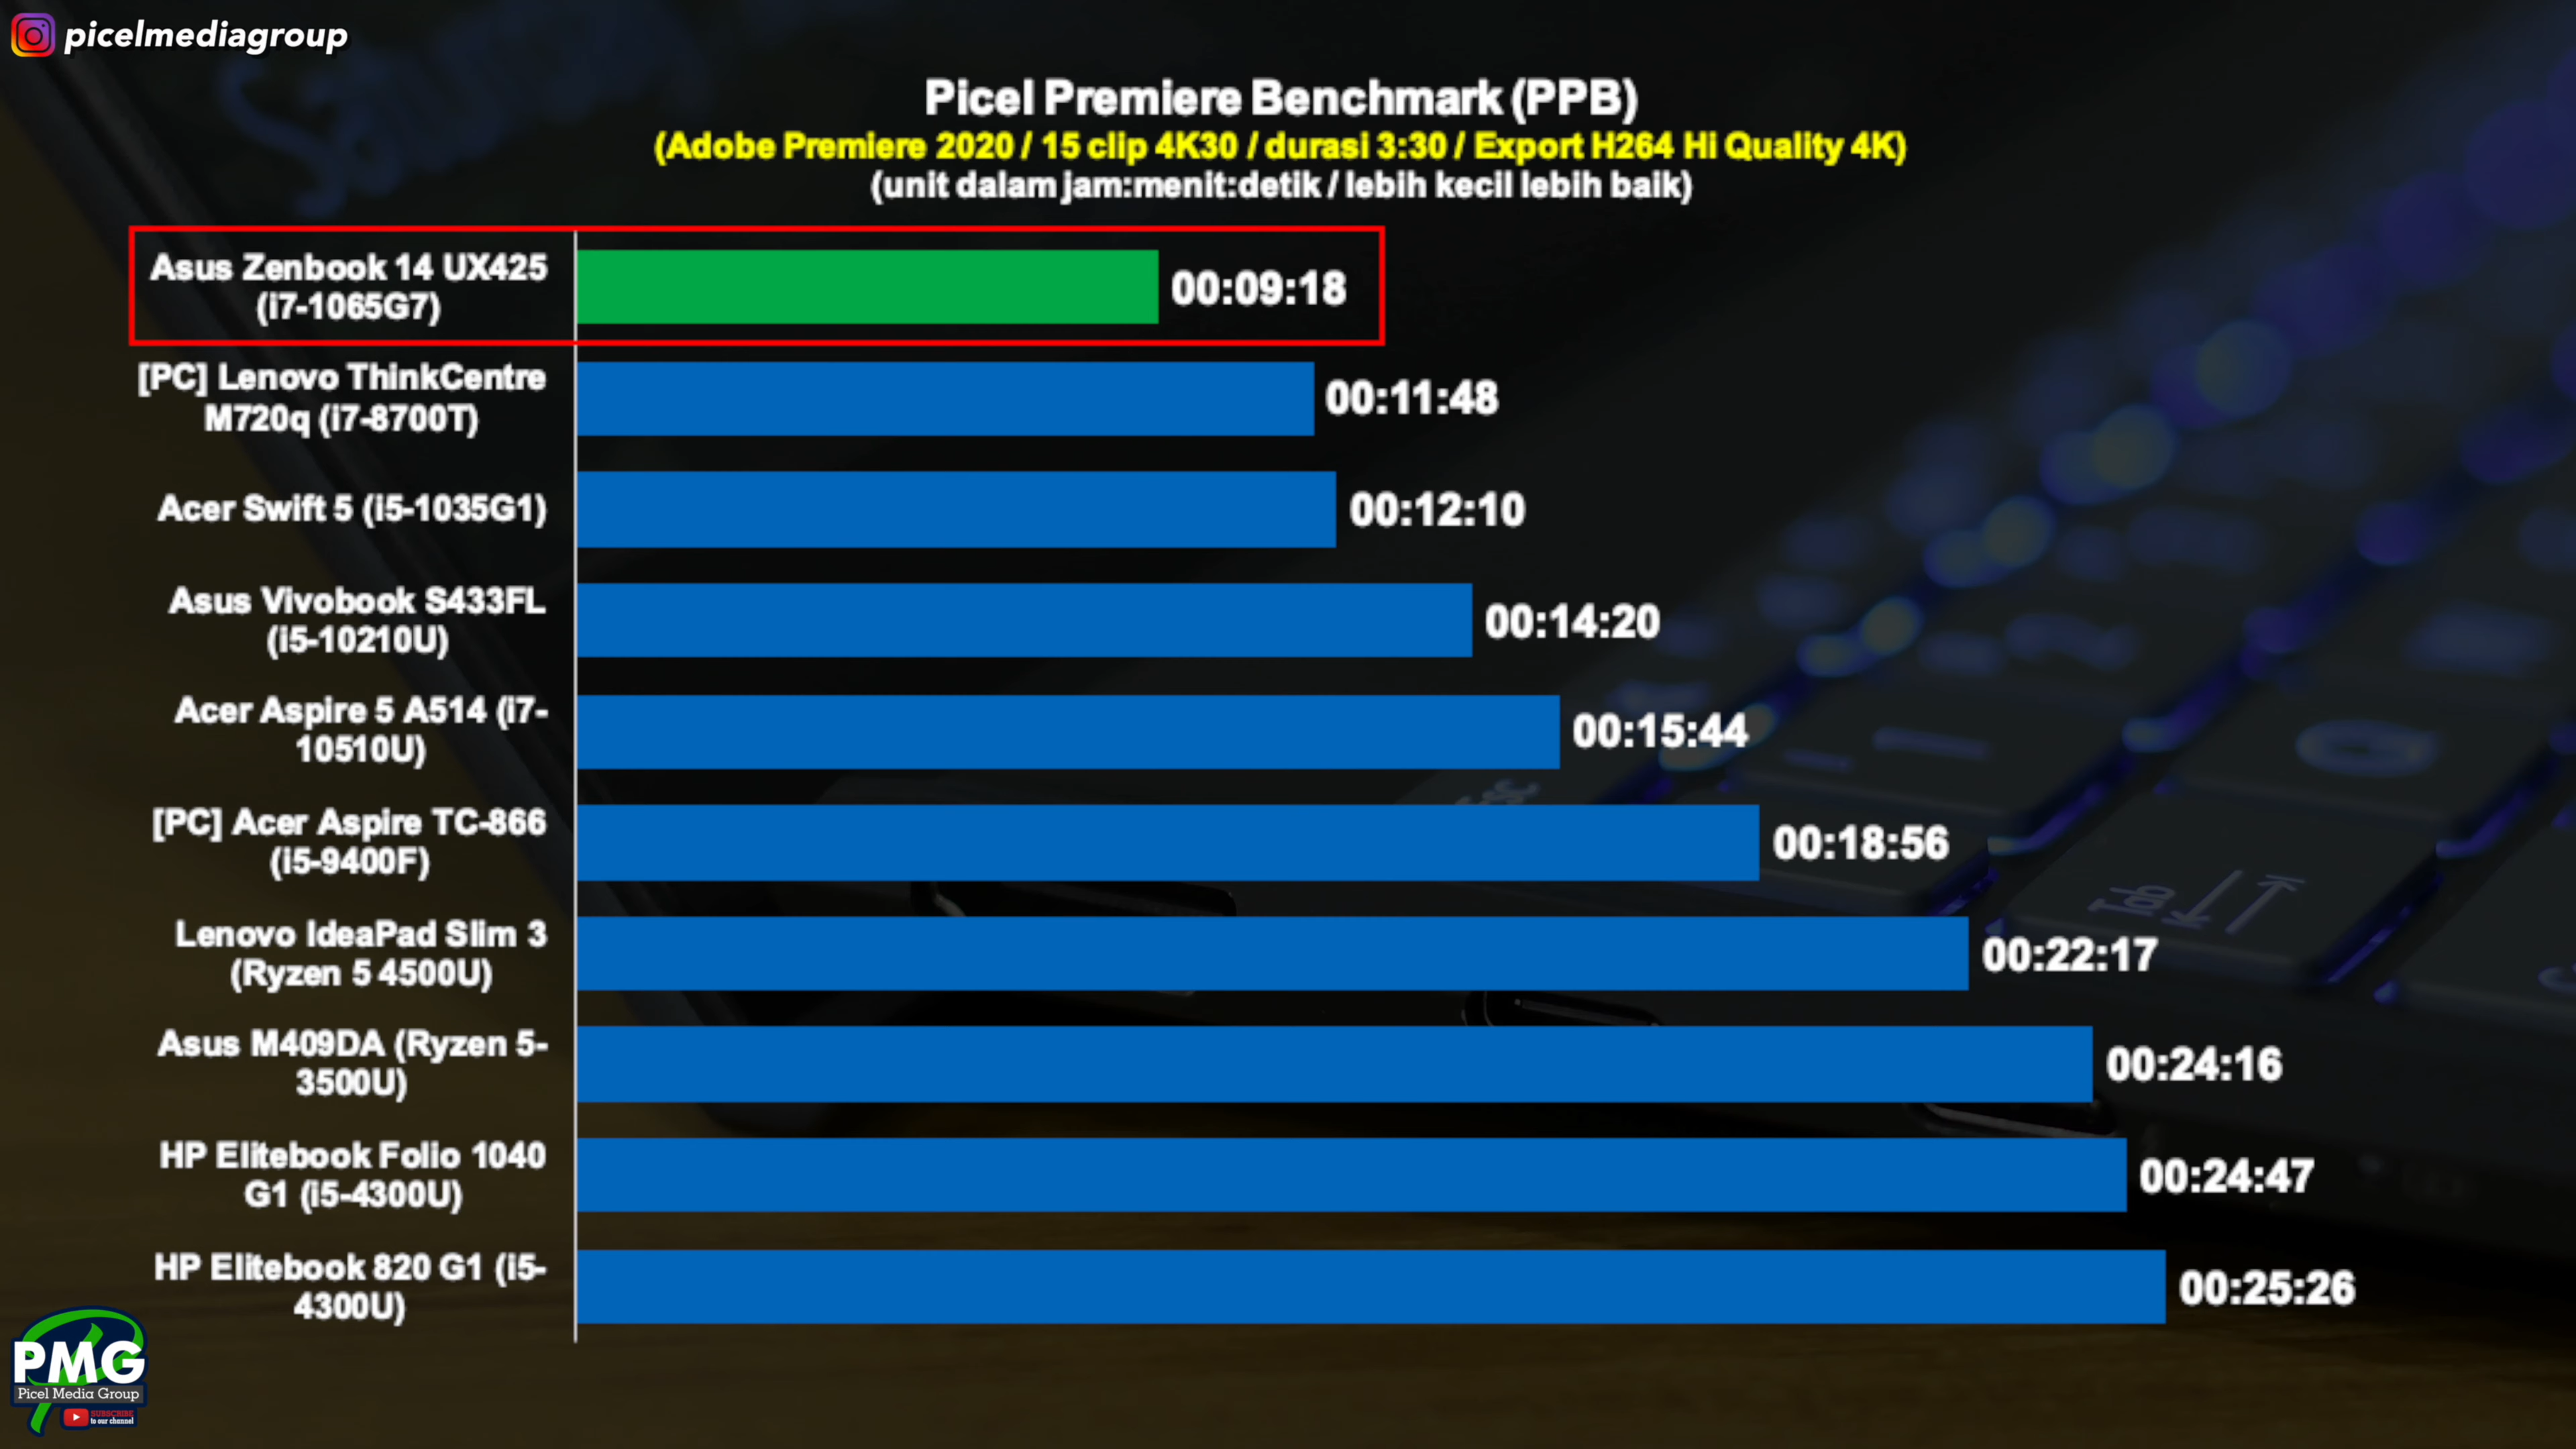 picelmediagroup
Picel Premiere Benchmark (PPB)
(Adobe Premiere 2020 / 15 clip 4K30 / durasi 3:30 / Export H264 Hi Quality 4K)
(unit dalam jam:menit:detik / lebih kecil lebih baik)
Asus Zenbook 14 UX425
(i7-1065G7)
00:09:18
[PC] Lenovo ThinkCentre
M720q (i7-8700T)
00:11:48
Acer Swift 5 (i5-1035G1)
00:12:10
Asus Vivobook S433FL
(i5-10210U)
00:14:20
Acer Aspire 5 A514 (i7-
10510U)
00:15:44
[PC] Acer Aspire TC-866
(i5-9400F)
00:18:56
Lenovo IdeaPad Slim 3
(Ryzen 5 4500U)
00:22:17
Asus M409DA (Ryzen 5-
3500U)
00:24:16
HP Elitebook Folio 1040
G1 (i5-4300U)
00:24:47
HP Elitebook 820 G1 (i5-
4300U)
00:25:26
esc
Tab
PMG
Picel Media Group
SUBSCRIBE
to our channel